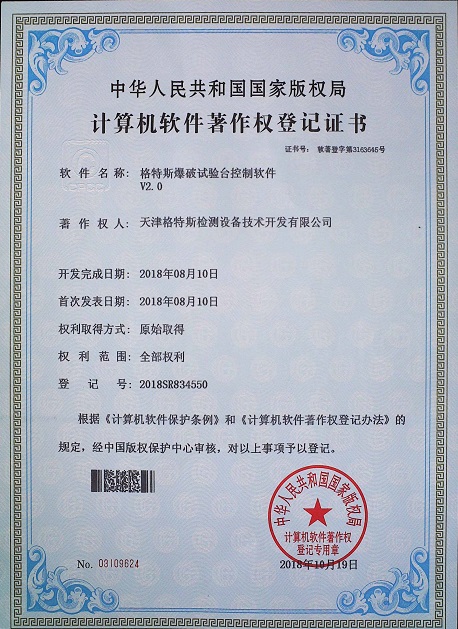 中华人民共和国国家版权局
计算机软件著作权登记证书
证书号： 软著登字第3163645号
软件名称： 格特斯爆破试验台控制软件
V2.0
著作权人： 天津格特斯检测设备技术开发有限公司
开发完成日期： 2018年08月10日
首次发表日期： 2018年08月10日
权利取得方式： 原始取得
权利范围： 全部权利
登记号： 2018SR834550
根据《计算机软件保护条例》和《计算机软件著作权登记办法》的
规定，经中国版权保护中心审核，对以上事项予以登记。
中华人民共和国国家版权局
计算机软件著作权
登记专用章
No. 03109624
2018年10月19日